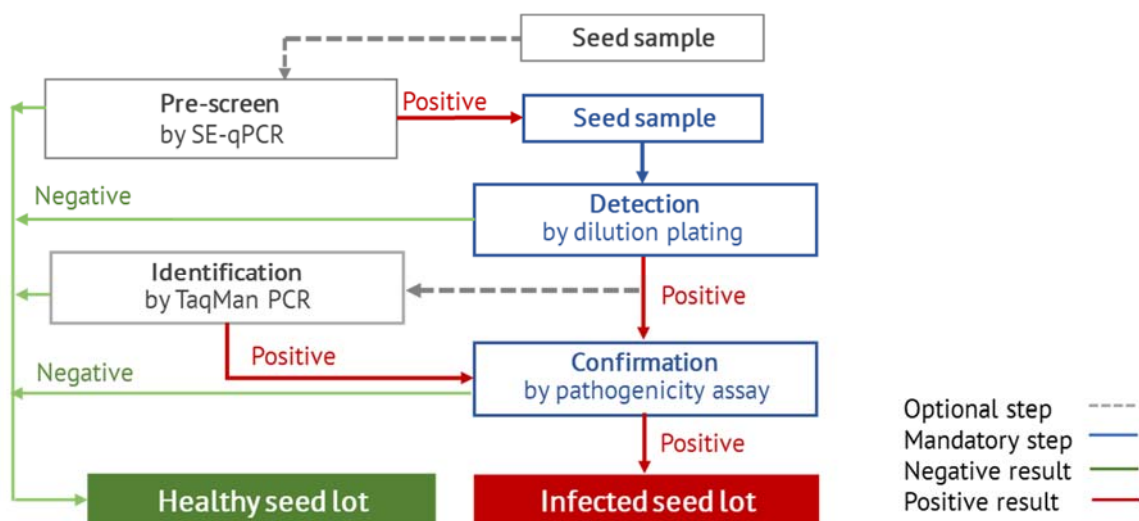 Seed sample
Pre-screen
by SE-qPCR
Positive
Seed sample
Negative
Detection
by dilution plating
Identification
by TaqMan PCR
Positive
Positive
Negative
Confirmation
by pathogenicity assay
Positive
Healthy seed lot
Infected seed lot
Optional step
Mandatory step
Negative result
Positive result